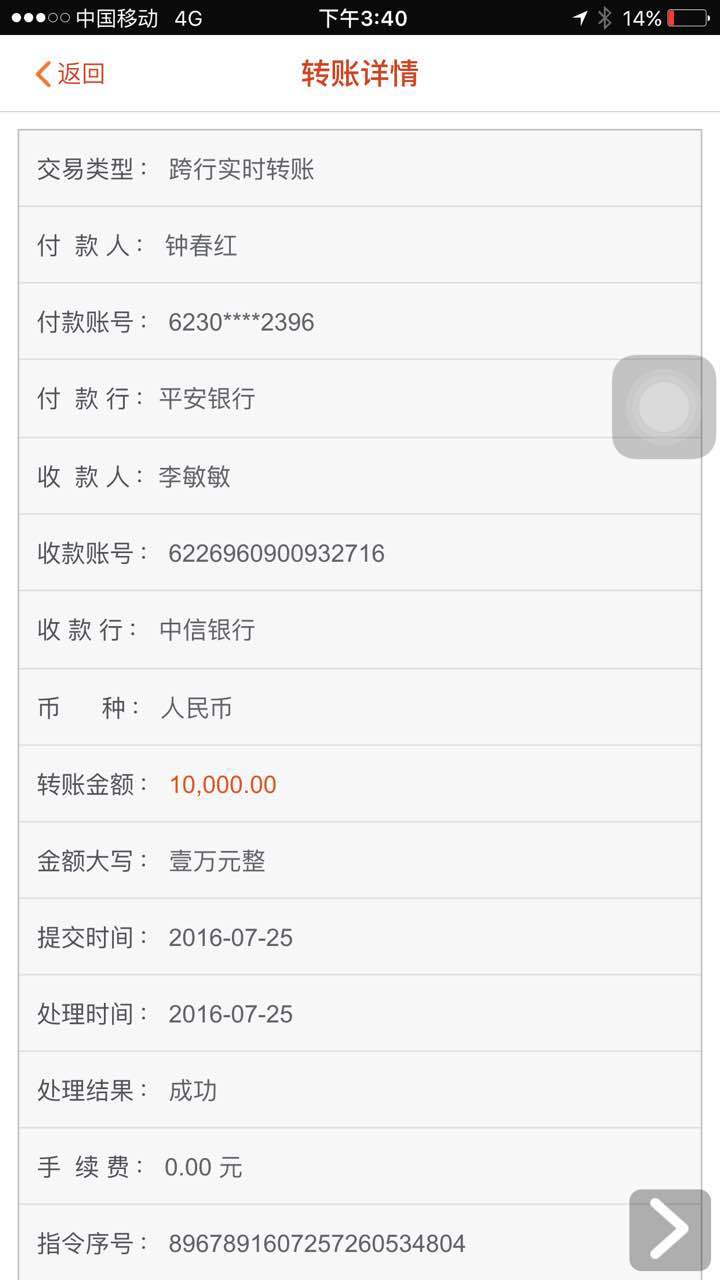 中国移动 4G 下午3:40 14%
返回 转账详情
交易类型： 跨行实时转账
付 款 人： 钟春红
付款账号： 6230****2396
付 款 行： 平安银行
收 款 人： 李敏敏
收款账号： 6226960900932716
收 款 行： 中信银行
币 种： 人民币
转账金额： 10,000.00
金额大写： 壹万元整
提交时间： 2016-07-25
处理时间： 2016-07-25
处理结果： 成功
手 续 费： 0.00 元
指令序号： 8967891607257260534804